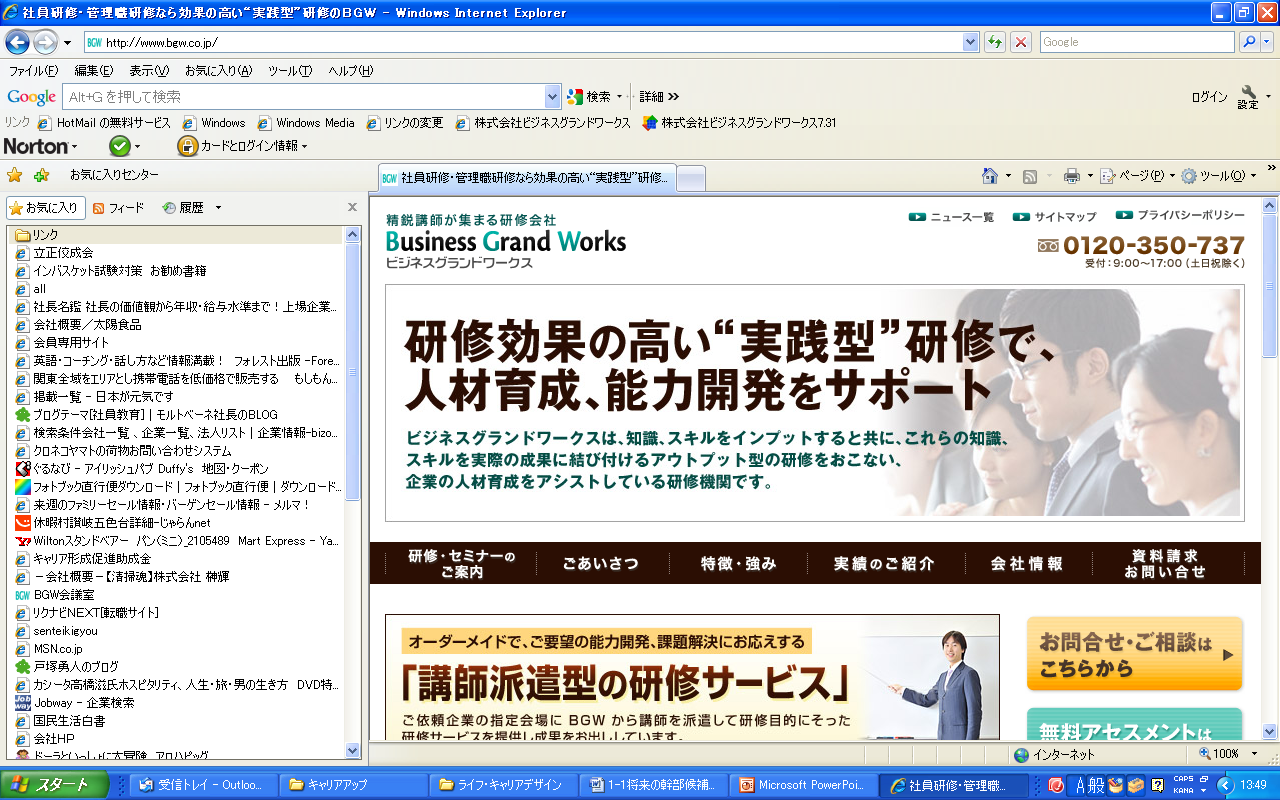 社員研修・管理職研修なら効果の高い“実践型”研修のBGW - Windows Internet Explorer
BGW http://www.bgw.co.jp/
Google
ファイル(F) 編集(E) 表示(V) お気に入り(A) ツール(T) ヘルプ(H)
Google Alt+G を押して検索 検索 詳細 >> ログイン 設定
リンク HotMail の無料サービス Windows Windows Media リンクの変更 株式会社ビジネスグランドワークス 株式会社ビジネスグランドワークス7.31
Norton カードとログイン情報
お気に入りセンター
BGW 社員研修・管理職研修なら効果の高い“実践型”研修...
ページ(P) ツール(O) >>
お気に入り フィード 履歴
リンク
立正佼成会
インバスケット試験対策 お勧め書籍
all
社長名鑑 社長の価値観から年収・給与水準まで！上場企業...
会社概要／太陽食品
会員専用サイト
英語・コーチング・話し方など情報満載！ フォレスト出版 -Fore...
関東全域をエリアとし携帯電話を低価格で販売する もしもん...
掲載一覧 - 日本が元気です
ブログテーマ[社員教育]｜モルトベーネ社長のBLOG
検索条件会社一覧 、企業一覧、法人リスト｜企業情報-bizo...
クロネコヤマトの荷物お問い合わせシステム
ぐるなび - アイリッシュパブ Duffy's 地図・クーポン
フォトブック直行便ダウンロード｜フォトブック直行便｜ダウンロード...
来週のファミリーセール情報・バーゲンセール情報 - メルマ！
休暇村讃岐五色台詳細-じゃらんnet
Wiltonスタンドベアー パン(ミニ)_2105489 Mart Express - Ya...
キャリア形成促進助成金
－会社概要－【清掃魂】株式会社 榊輝
BGW BGW会議室
リクナビNEXT[転職サイト]
senteikigyou
MSN.co.jp
戸塚勇人のブログ
カシータ高橋滋氏ホスピタリティ、人生・旅・男の生き方 DVD特...
Job way Jobway - 企業検索
国民生活白書
会社HP
ドーラといっしょに大冒険 アロハビッグ
精鋭講師が集まる研修会社
Business Grand Works
ビジネスグランドワークス
ニュース一覧 サイトマップ プライバシーポリシー
0120-350-737
受付：9:00～17:00（土日祝除く）
研修効果の高い“実践型”研修で、
人材育成、能力開発をサポート
ビジネスグランドワークスは、知識、スキルをインプットすると共に、これらの知識、
スキルを実際の成果に結び付けるアウトプット型の研修をおこない、
企業の人材育成をアシストしている研修機関です。
研修・セミナーの
ご案内
ごあいさつ
特徴・強み
実績のご紹介
会社情報
資料請求
お問い合せ
オーダーメイドで、ご要望の能力開発、課題解決にお応えする
「講師派遣型の研修サービス」
ご依頼企業の指定会場に BGW から講師を派遣して研修目的にそった
研修サービスを提供し成果をお出ししています。
お問合せ・ご相談は
こちらから
無料アセスメントは
インターネット 100%
スタート 受信トレイ - Outloo... キャリアアップ ライフ・キャリアデザイン 1-1将来の幹部候補... Microsoft PowerPoi... 社員研修・管理職... A 般 CAPS KANA 13:49